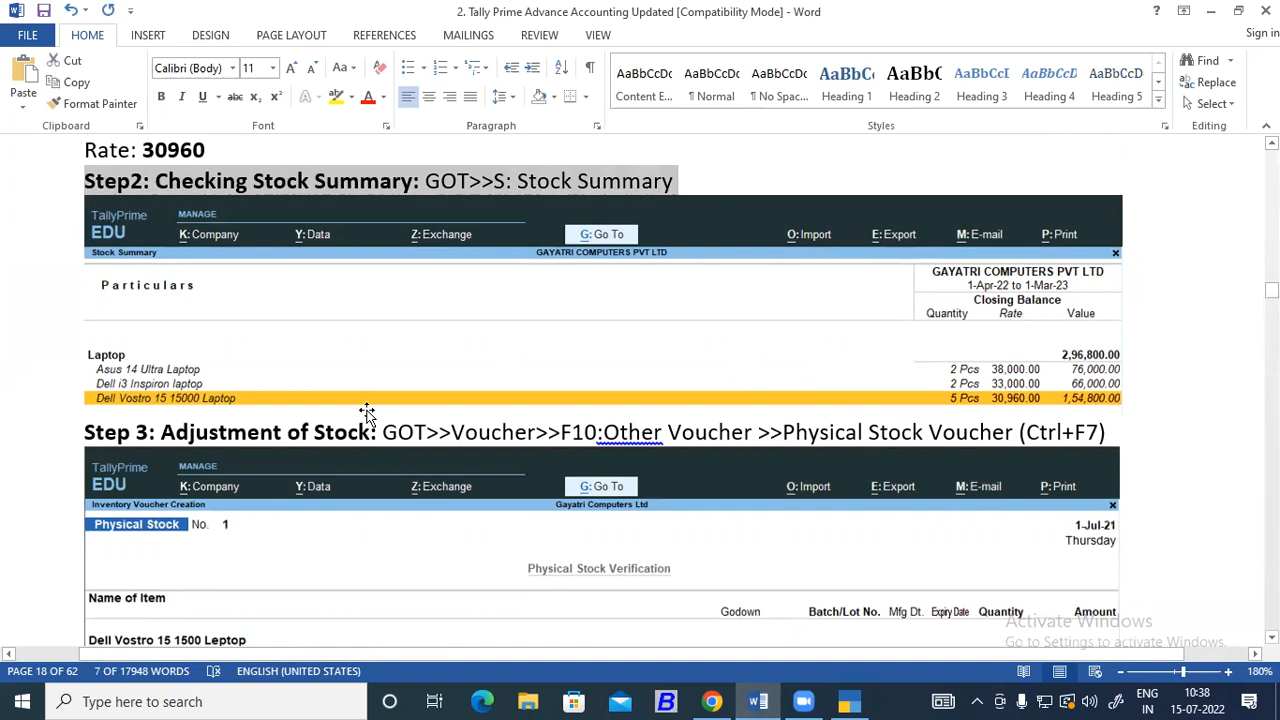 2. Tally Prime Advance Accounting Updated [Compatibility Mode] - Word
?
FILE HOME INSERT DESIGN PAGE LAYOUT REFERENCES MAILINGS REVIEW VIEW Sign in
Paste
Cut
Copy
Format Painter
Calibri (Body) 11
AaBbCcDc AaBbCcDc AaBbCcDc AaBbC AaBbC AaBbCcD AaBbCcD AaBbCcD
Content E... ¶ Normal ¶ No Spac... Heading 1 Heading 2 Heading 3 Heading 4 Heading 5
Find
Replace
Select
Clipboard Font Paragraph Styles Editing
Rate: 30960
Step2: Checking Stock Summary: GOT>>S: Stock Summary
TallyPrime MANAGE
EDU K: Company Y: Data Z: Exchange G: Go To O: Import E: Export M: E-mail P: Print
Stock Summary GAYATRI COMPUTERS PVT LTD
Particulars
GAYATRI COMPUTERS PVT LTD
1-Apr-22 to 1-Mar-23
Closing Balance
Quantity Rate Value
Laptop 2,96,800.00
Asus 14 Ultra Laptop 2 Pcs 38,000.00 76,000.00
Dell i3 Inspiron laptop 2 Pcs 33,000.00 66,000.00
Dell Vostro 15 15000 Laptop 5 Pcs 30,960.00 1,54,800.00
Step 3: Adjustment of Stock: GOT>>Voucher>>F10:Other Voucher >>Physical Stock Voucher (Ctrl+F7)
TallyPrime MANAGE
EDU K: Company Y: Data Z: Exchange G: Go To O: Import E: Export M: E-mail P: Print
Inventory Voucher Creation Gayatri Computers Ltd
Physical Stock No. 1 1-Jul-21
Thursday
Physical Stock Verification
Name of Item
Godown Batch/Lot No. Mfg Dt. Expiry Date Quantity Amount
Dell Vostro 15 1500 Leptop
Activate Windows
Go to Settings to activate Windows.
PAGE 18 OF 62 7 OF 17948 WORDS ENGLISH (UNITED STATES) 180%
Type here to search
ENG
IN
10:38
15-07-2022